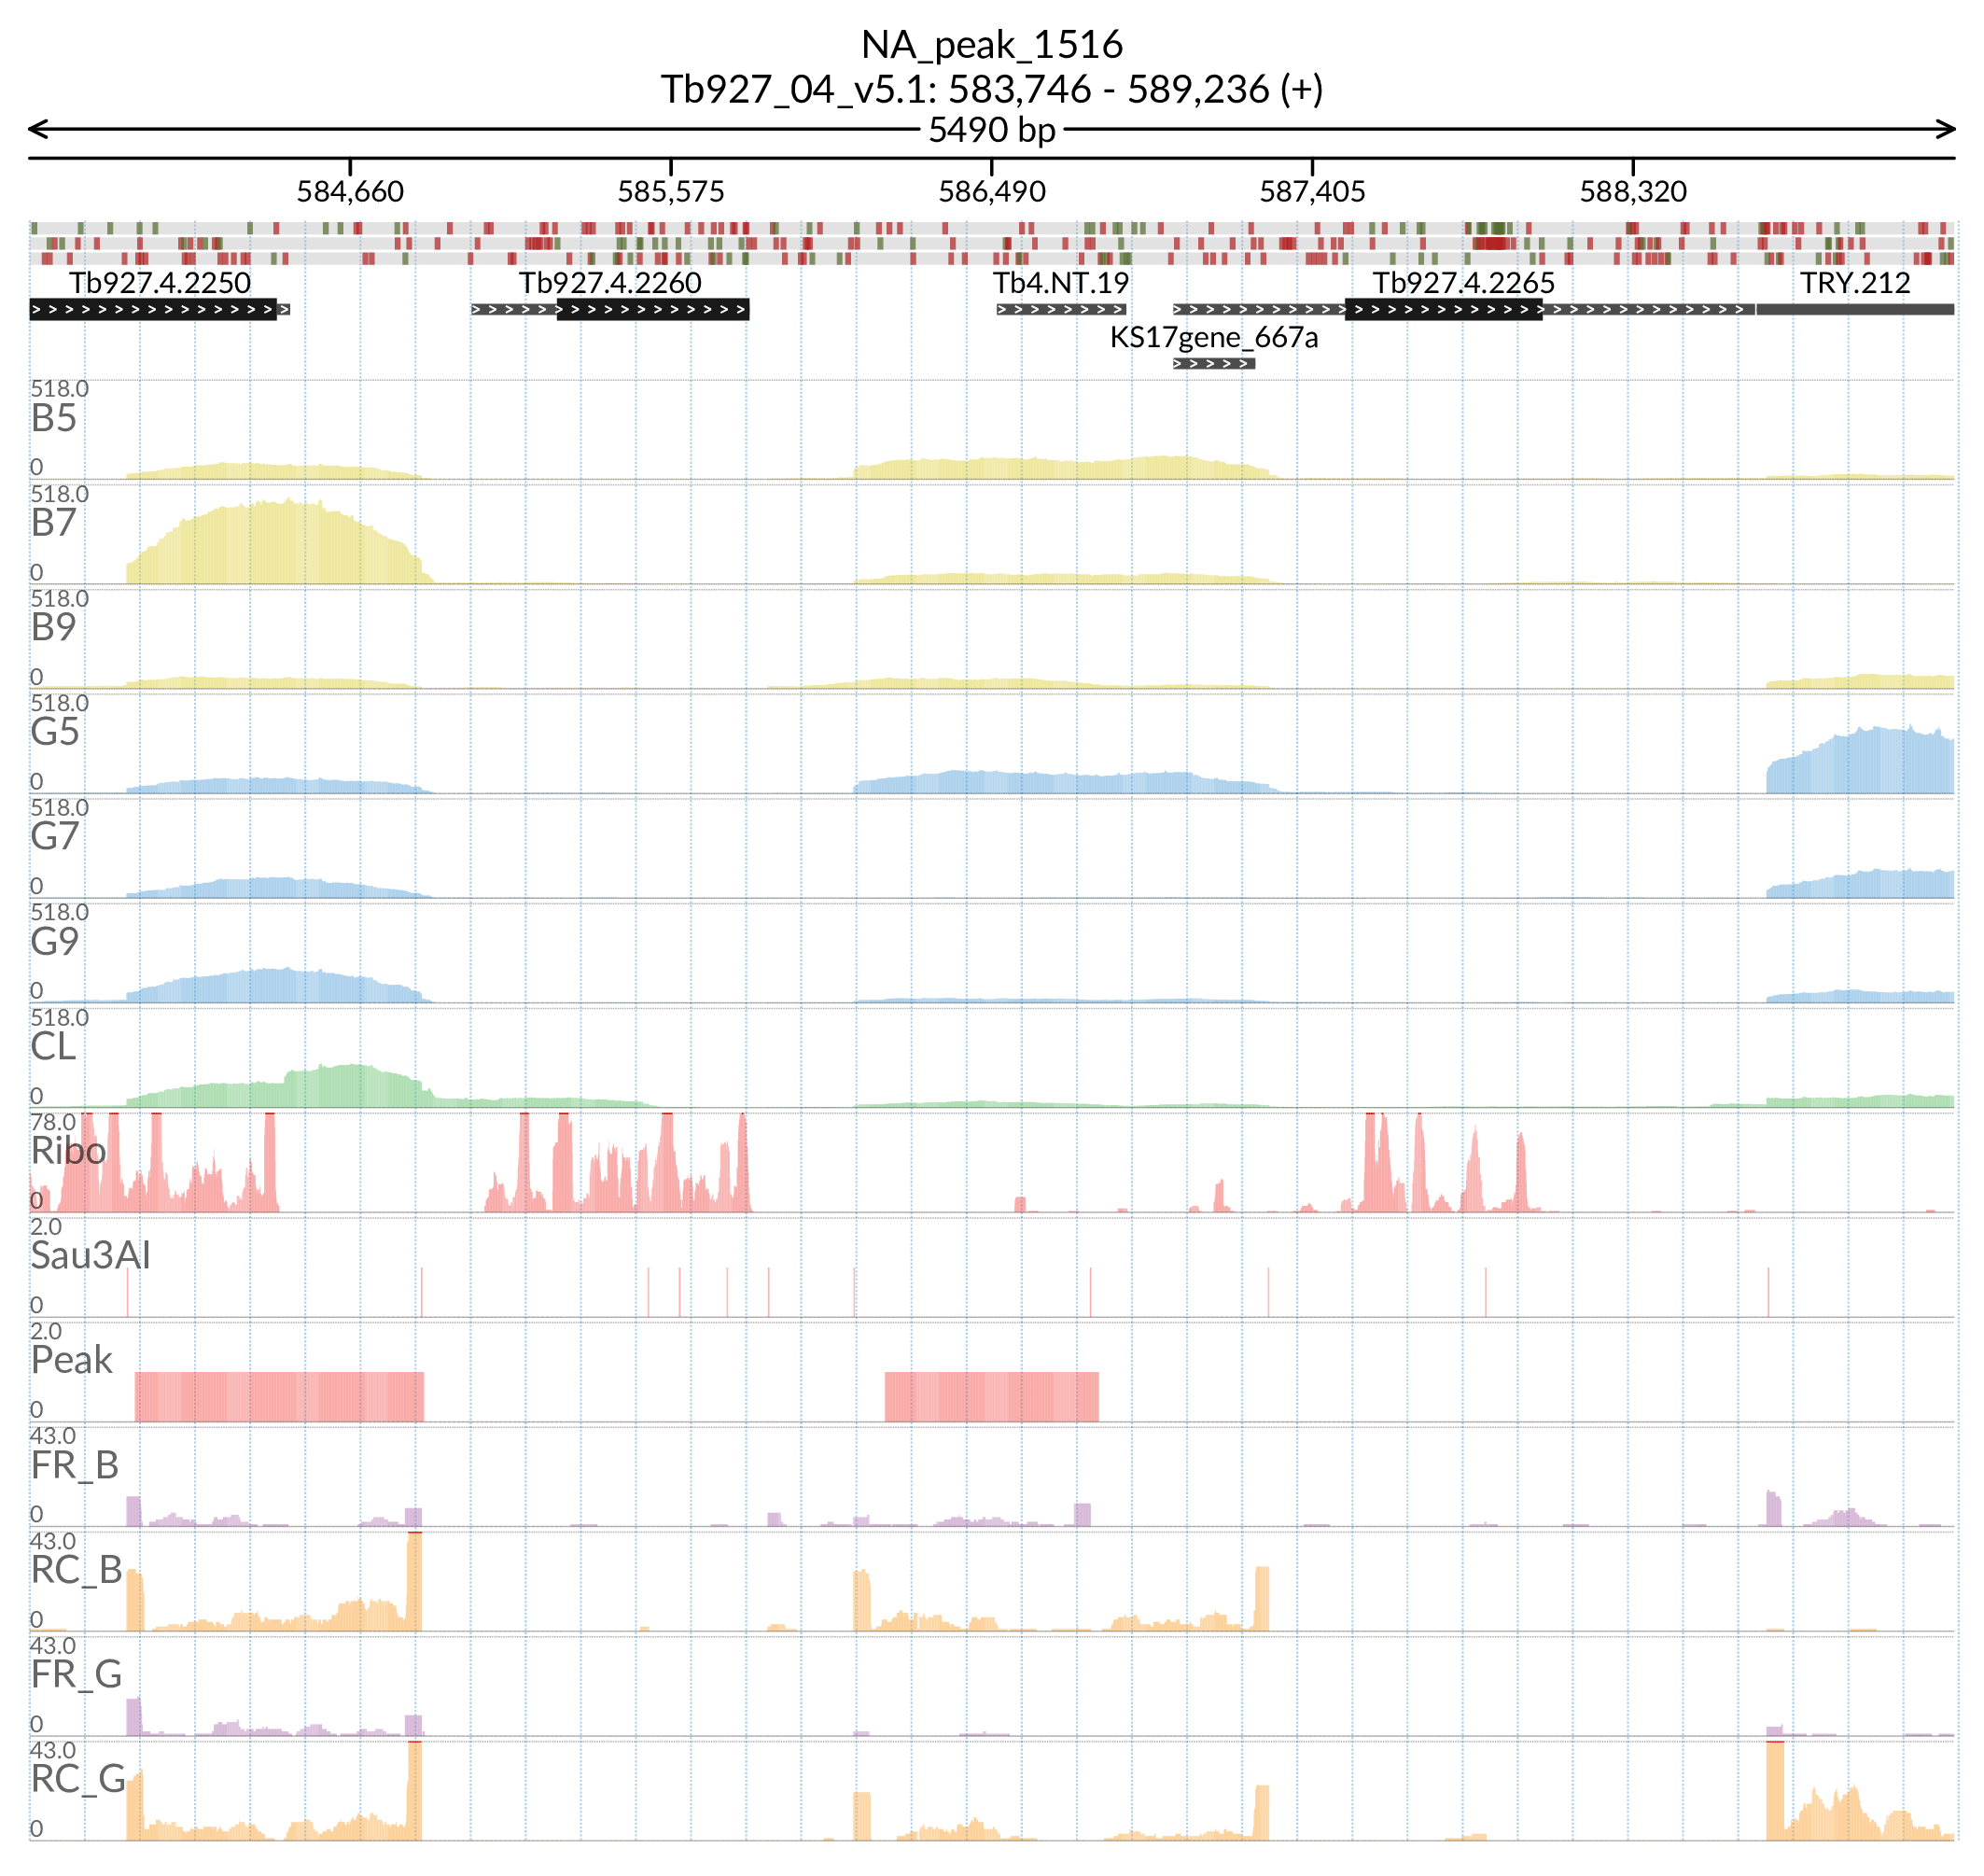 NA_peak_1516
Tb927_04_v5.1: 583,746 - 589,236 (+)
5490 bp
584,660 585,575 586,490 587,405 588,320
Tb927.4.2250 Tb927.4.2260 Tb4.NT.19 Tb927.4.2265 TRY.212
KS17gene_667a
518.0
B5
0
518.0
B7
0
518.0
B9
0
518.0
G5
0
518.0
G7
0
518.0
G9
0
518.0
CL
0
78.0
Ribo
0
2.0
Sau3AI
0
2.0
Peak
0
43.0
FR_B
0
43.0
RC_B
0
43.0
FR_G
0
43.0
RC_G
0